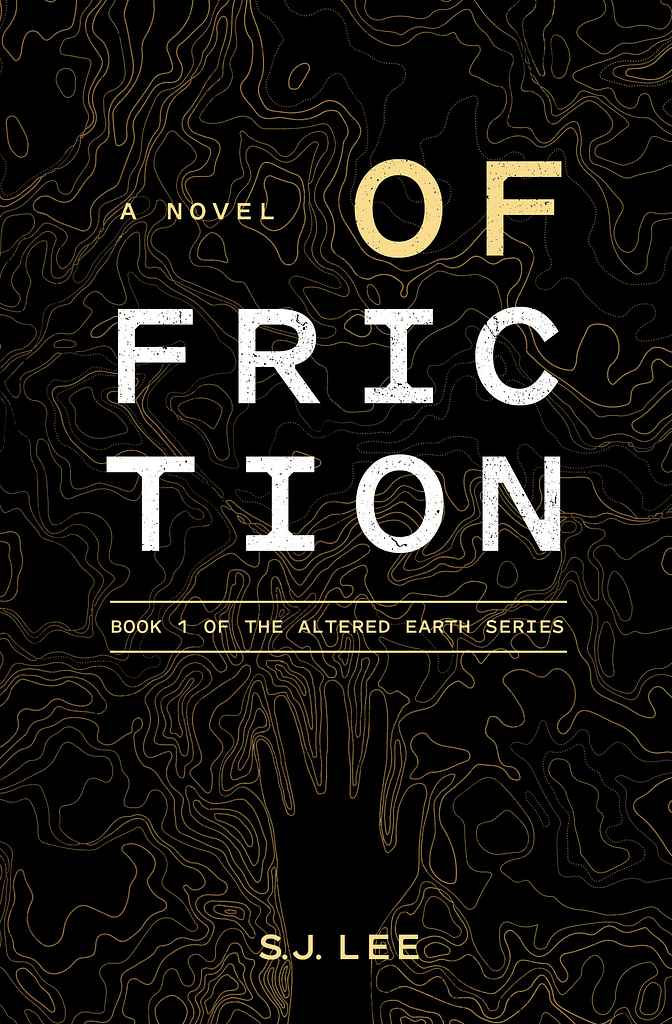 A NOVEL
OF
FRIC
TION
BOOK 1 OF THE ALTERED EARTH SERIES
S.J. LEE